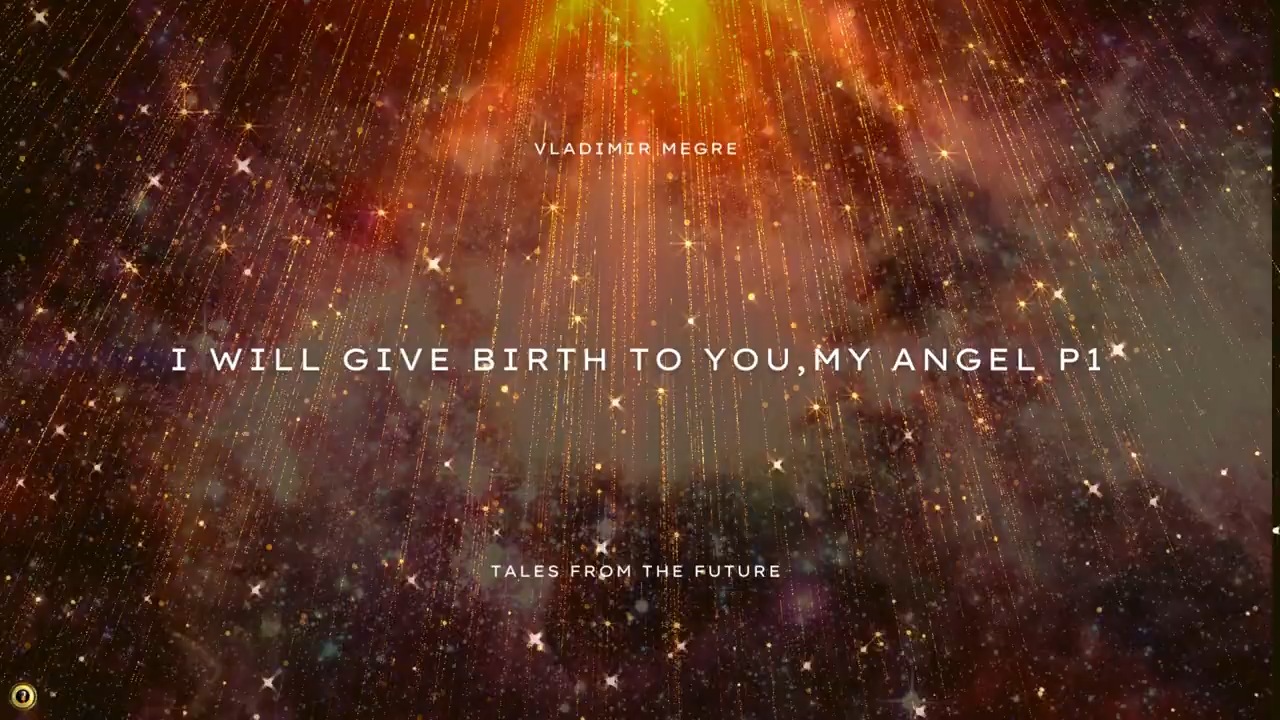 VLADIMIR MEGRE
I WILL GIVE BIRTH TO YOU,MY ANGEL P1
TALES FROM THE FUTURE